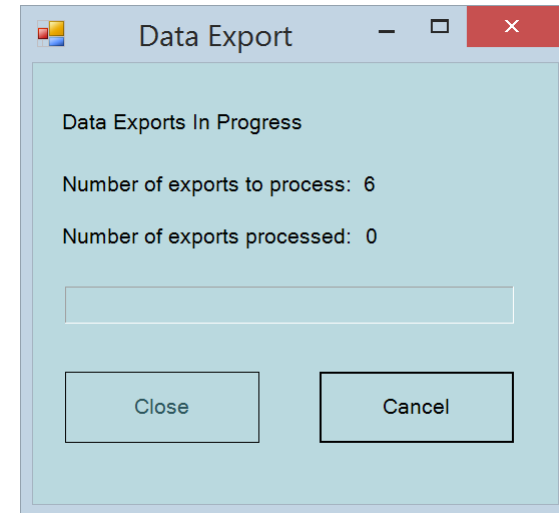 Data Export
Data Exports In Progress
Number of exports to process: 6
Number of exports processed: 0
Close Cancel